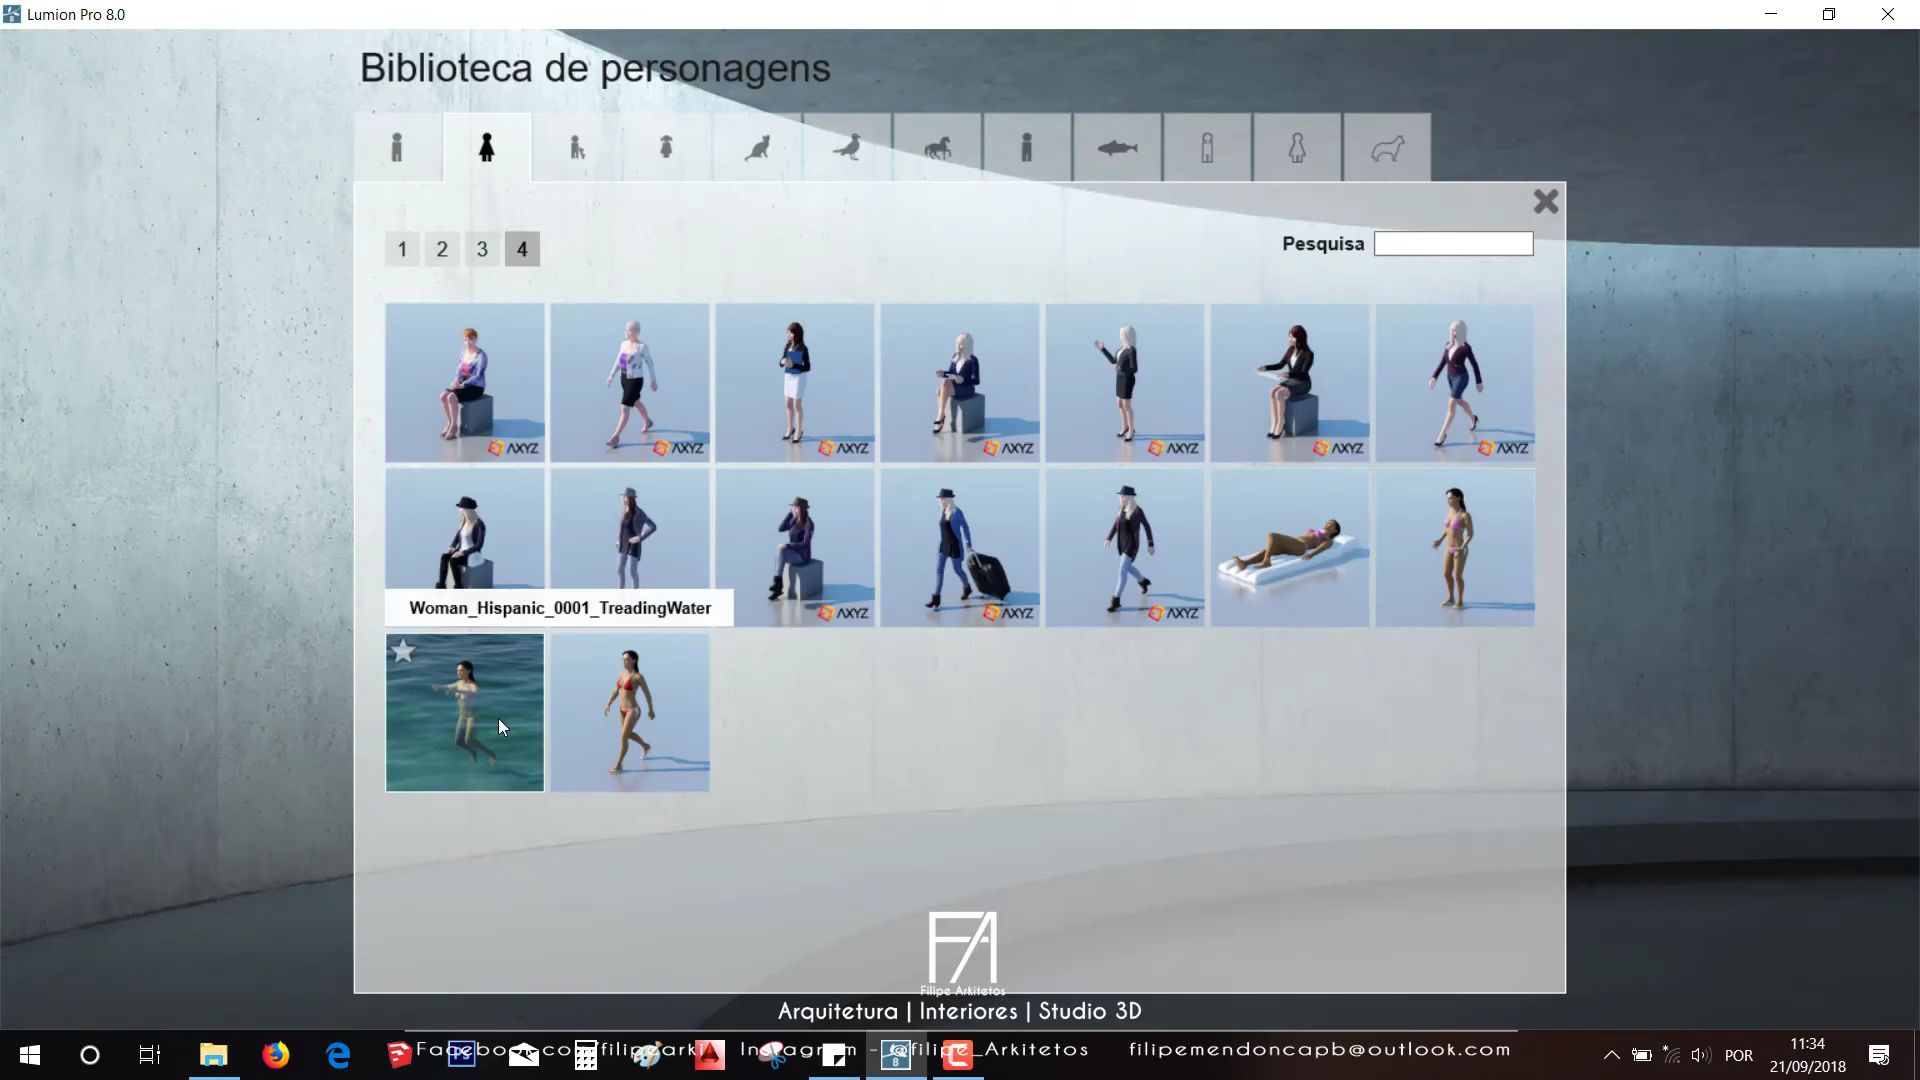 Lumion Pro 8.0
Biblioteca de personagens
1 2 3 4
Pesquisa
AXYZ AXYZ AXYZ AXYZ AXYZ AXYZ AXYZ
Woman_Hispanic_0001_TreadingWater
AXYZ AXYZ AXYZ
FA
Filipe Arkitetos
Arquitetura | Interiores | Studio 3D
filipemendoncapb@outlook.com
POR
11:34
21/09/2018